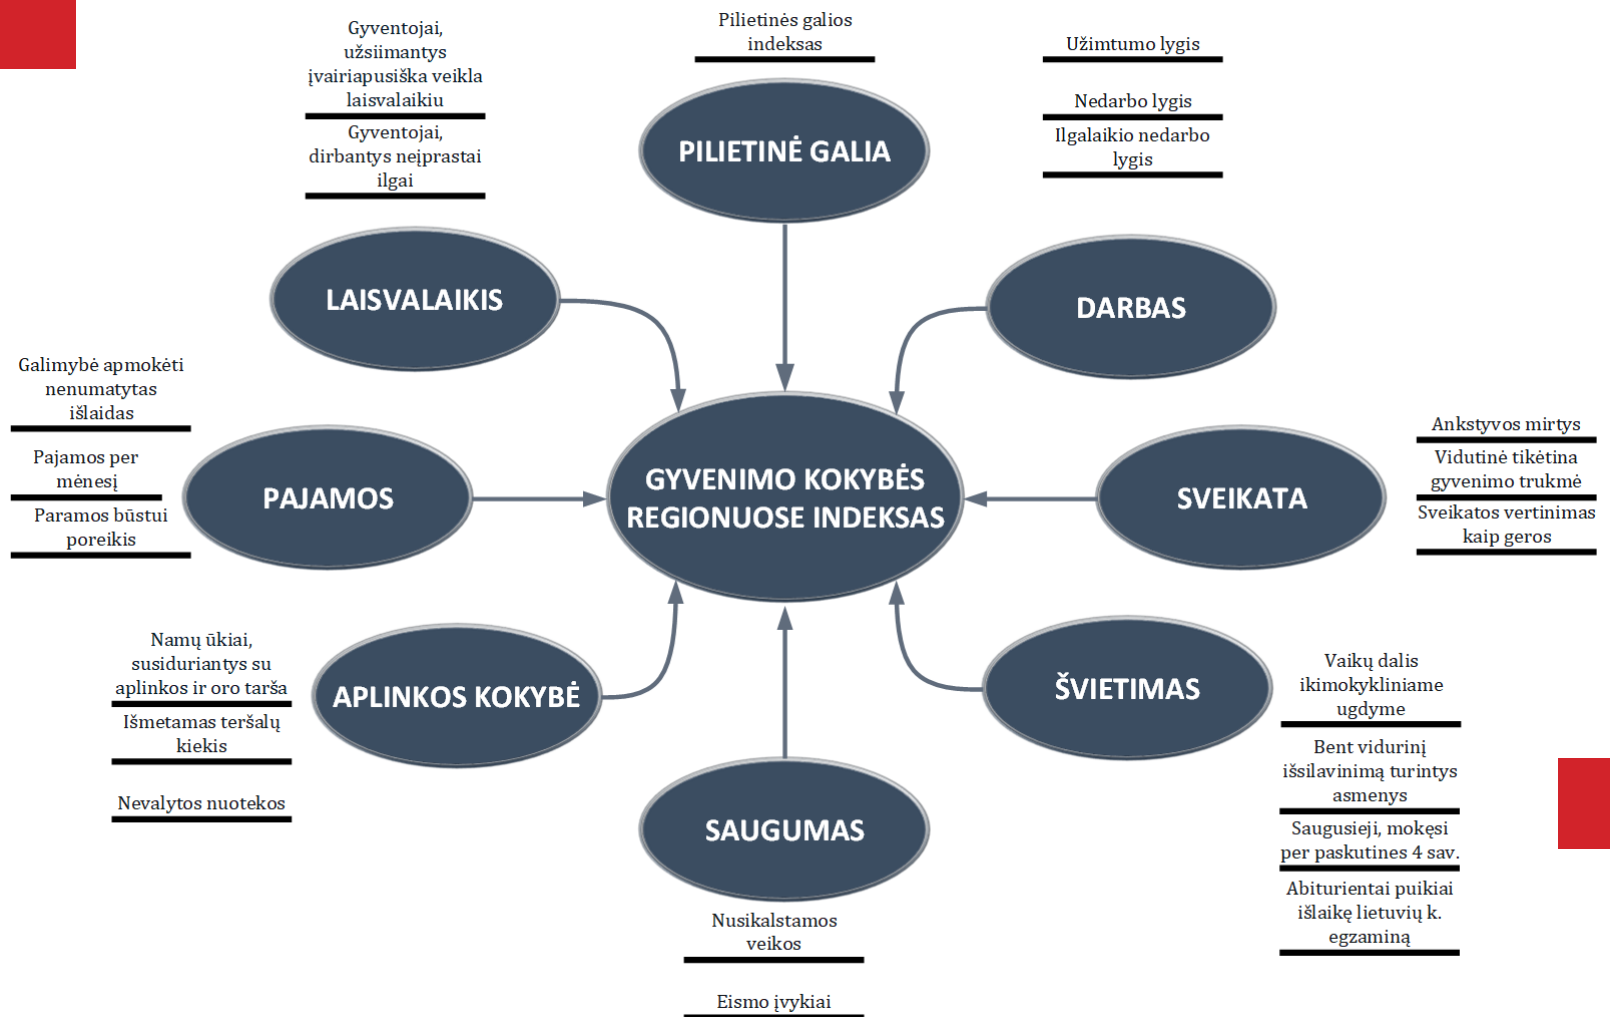 Gyventojai,
užsiimantys
įvairiapusiška veikla
laisvalaikiu
Gyventojai,
dirbantys neįprastai
ilgai
LAISVALAIKIS
Pilietinės galios
indeksas
PILIETINĖ GALIA
Užimtumo lygis
Nedarbo lygis
Ilgalaikio nedarbo
lygis
DARBAS
Galimybė apmokėti
nenumatytas
išlaidas
Pajamos per
mėnesį
Paramos būstui
poreikis
PAJAMOS
GYVENIMO KOKYBĖS
REGIONUOSE INDEKSAS
SVEIKATA
Ankstyvos mirtys
Vidutinė tikėtina
gyvenimo trukmė
Sveikatos vertinimas
kaip geros
Namų ūkiai,
susiduriantys su
aplinkos ir oro tarša
Išmetamas teršalų
kiekis
Nevalytos nuotekos
APLINKOS KOKYBĖ
SAUGUMAS
Nusikalstamos
veikos
Eismo įvykiai
ŠVIETIMAS
Vaikų dalis
ikimokykliniame
ugdyme
Bent vidurinį
išsilavinimą turintys
asmenys
Saugusieji, mokęsi
per paskutines 4 sav.
Abiturientai puikiai
išlaikę lietuvių k.
egzaminą